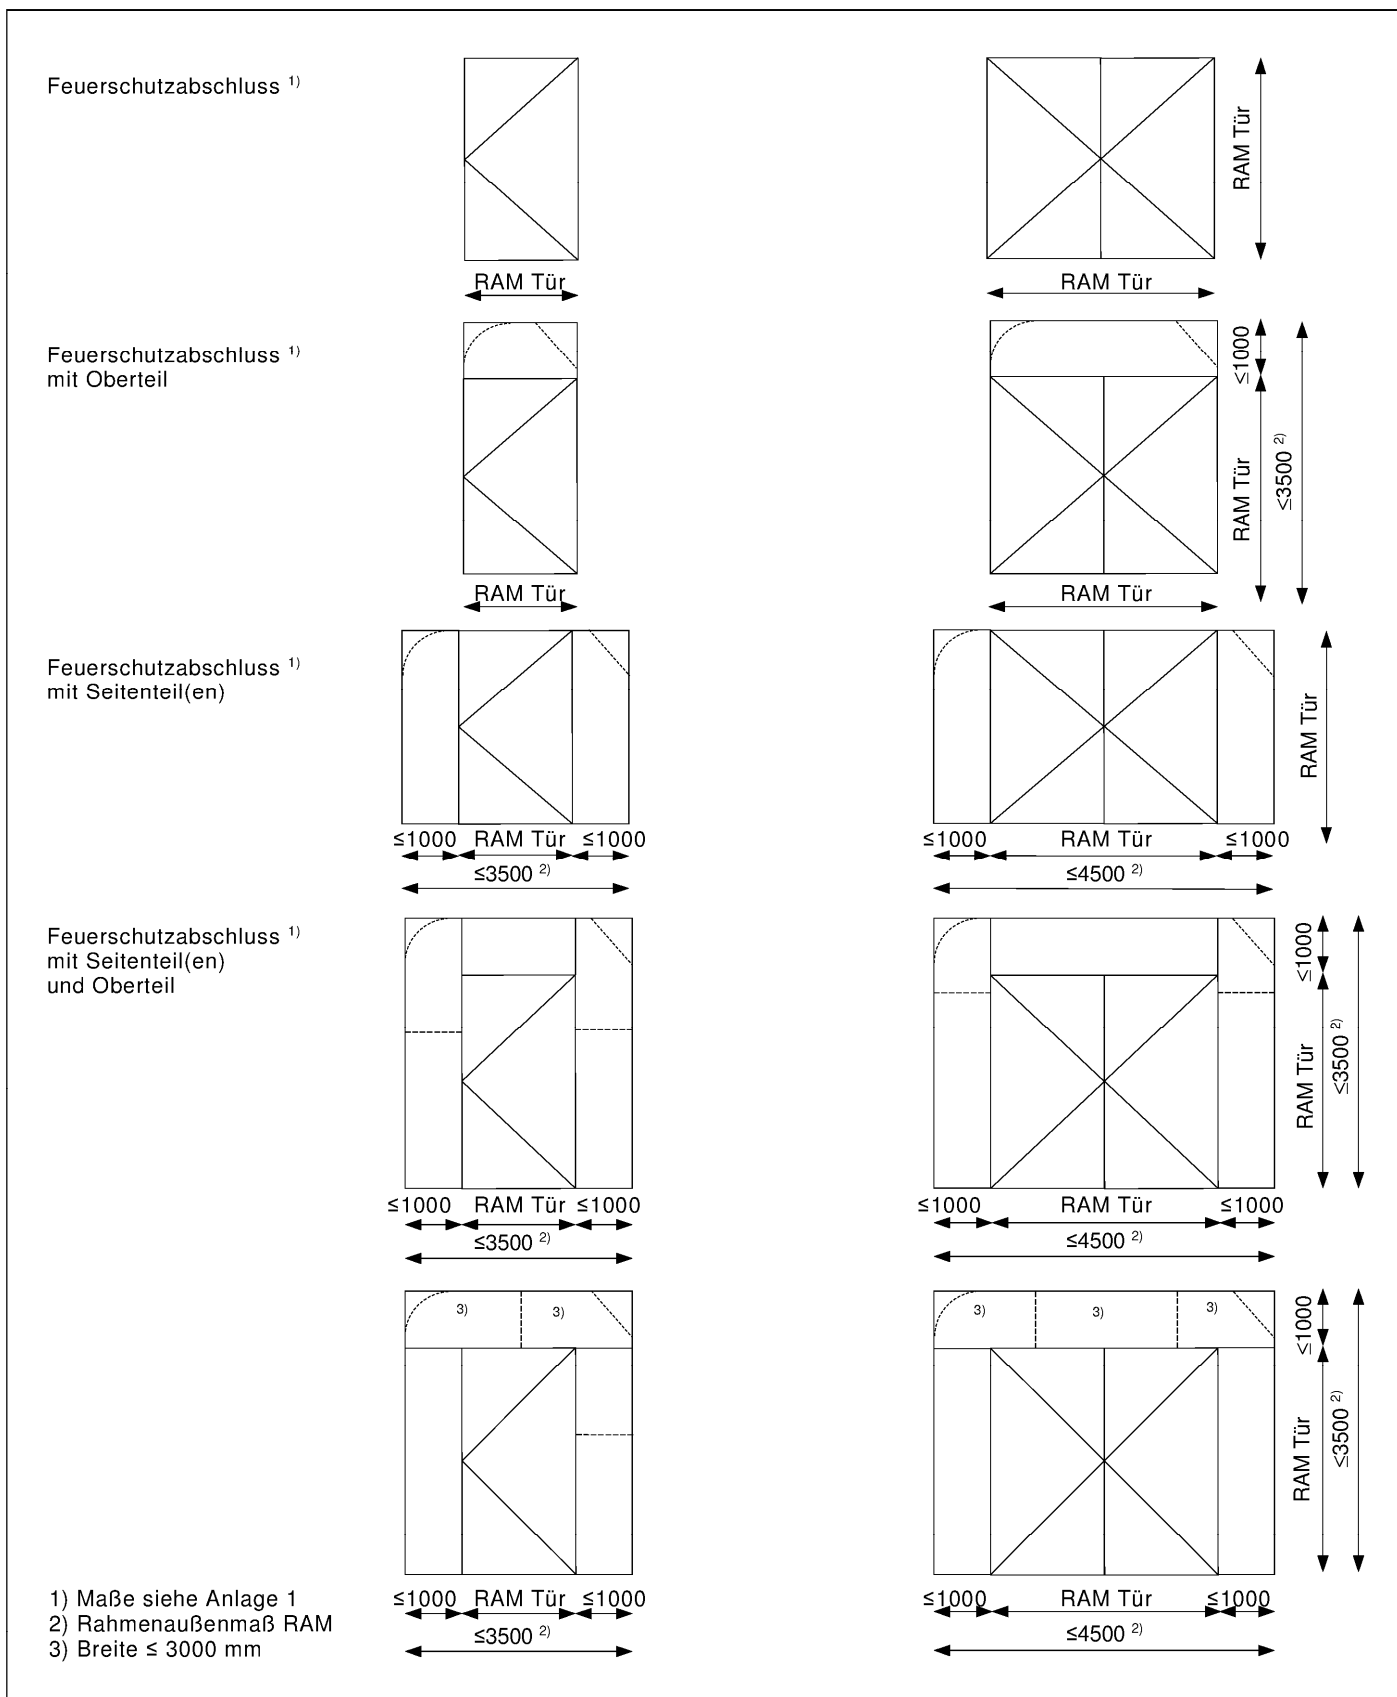 Feuerschutzabschluss 1)
RAM Tür
RAM Tür
RAM Tür
Feuerschutzabschluss 1)
mit Oberteil
≤1000
RAM Tür
≤3500 2)
RAM Tür
RAM Tür
Feuerschutzabschluss 1)
mit Seitenteil(en)
RAM Tür
≤1000 RAM Tür ≤1000
≤3500 2)
≤1000 RAM Tür ≤1000
≤4500 2)
Feuerschutzabschluss 1)
mit Seitenteil(en)
und Oberteil
≤1000
RAM Tür
≤3500 2)
≤1000 RAM Tür ≤1000
≤3500 2)
≤1000 RAM Tür ≤1000
≤4500 2)
3) 3)
3) 3) 3)
≤1000
RAM Tür
≤3500 2)
≤1000 RAM Tür ≤1000
≤3500 2)
≤1000 RAM Tür ≤1000
≤4500 2)
1) Maße siehe Anlage 1
2) Rahmenaußenmaß RAM
3) Breite ≤ 3000 mm